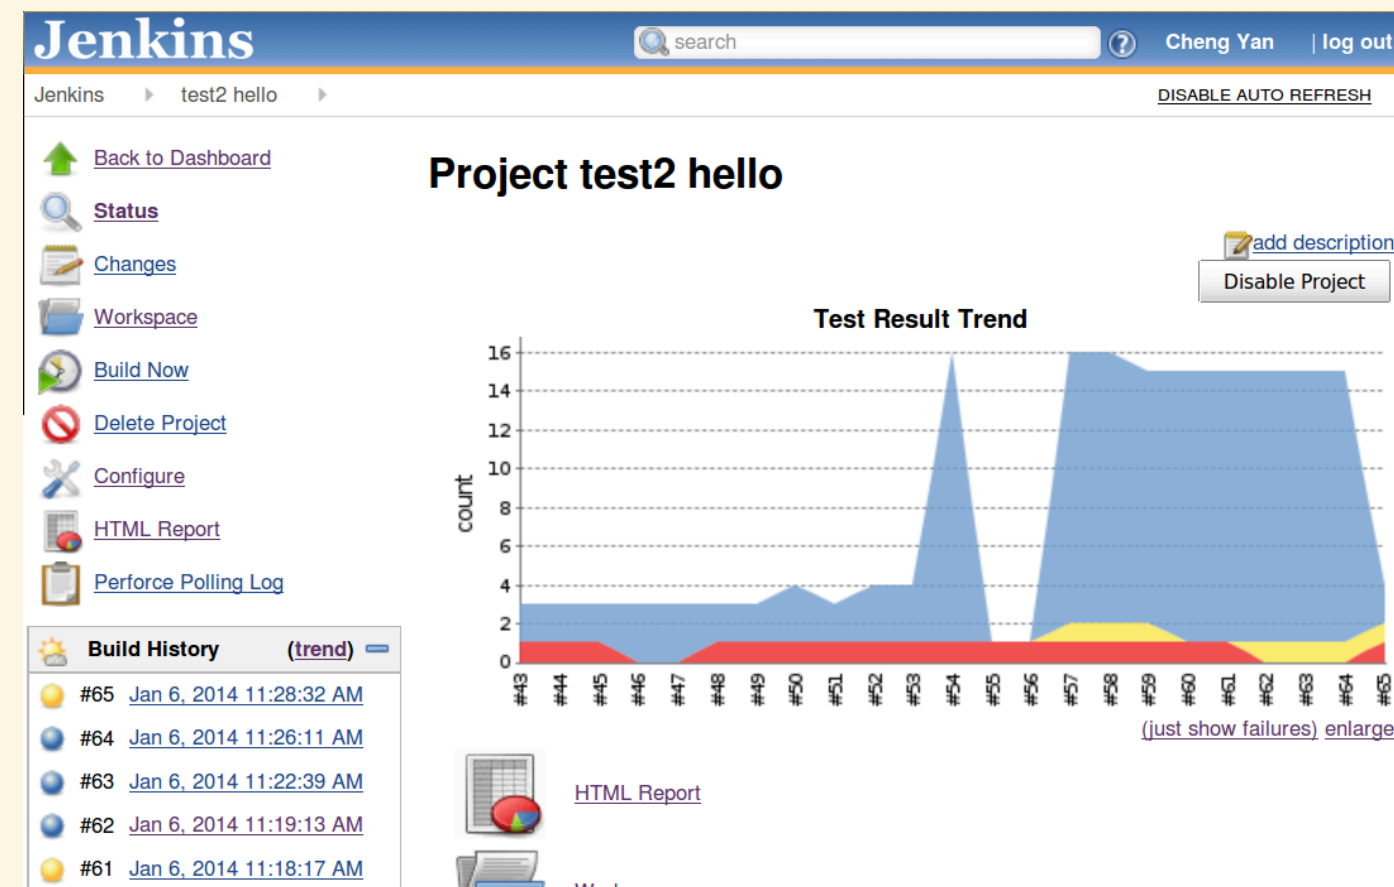 Jenkins
search
Cheng Yan | log out
Jenkins test2 hello
DISABLE AUTO REFRESH
Back to Dashboard
Status
Changes
Workspace
Build Now
Delete Project
Configure
HTML Report
Perforce Polling Log
Build History (trend)
#65 Jan 6, 2014 11:28:32 AM
#64 Jan 6, 2014 11:26:11 AM
#63 Jan 6, 2014 11:22:39 AM
#62 Jan 6, 2014 11:19:13 AM
#61 Jan 6, 2014 11:18:17 AM
Project test2 hello
add description
Disable Project
Test Result Trend
count
16
14
12
10
8
6
4
2
0
#43 #44 #45 #46 #47 #48 #49 #50 #51 #52 #53 #54 #55 #56 #57 #58 #59 #60 #61 #62 #63 #64 #65
(just show failures) enlarge
HTML Report